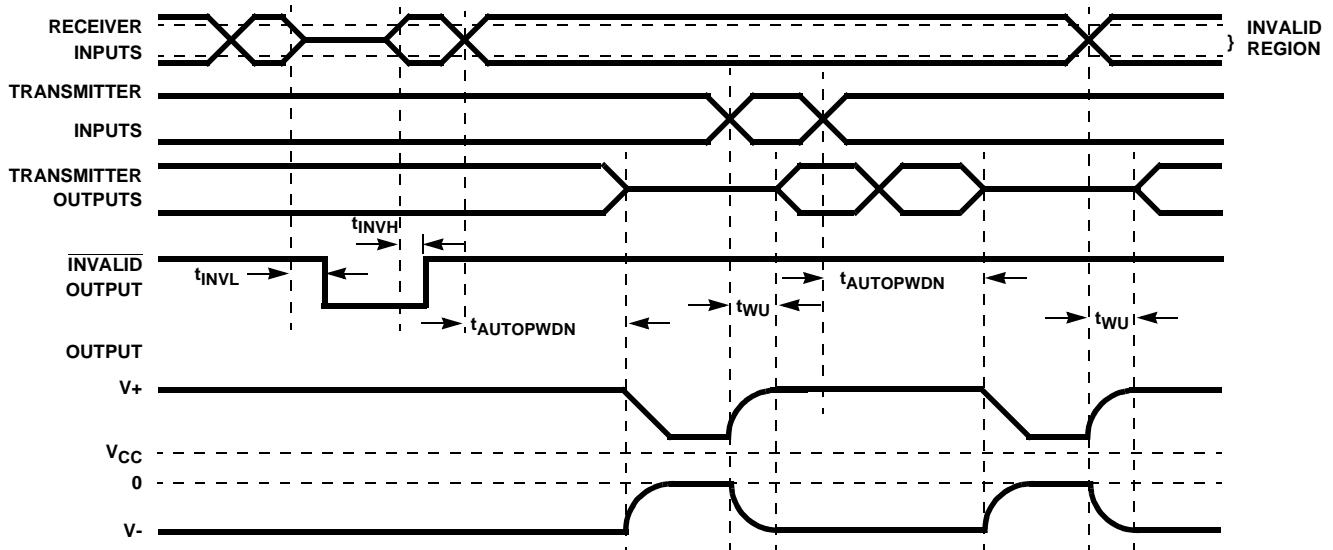 RECEIVER
INPUTS
} INVALID
REGION
TRANSMITTER
INPUTS
TRANSMITTER
OUTPUTS
tINVH
INVALID
OUTPUT
tINVL
tAUTOPWDN
tWU
tAUTOPWDN
tWU
OUTPUT
V+
VCC
0
V-